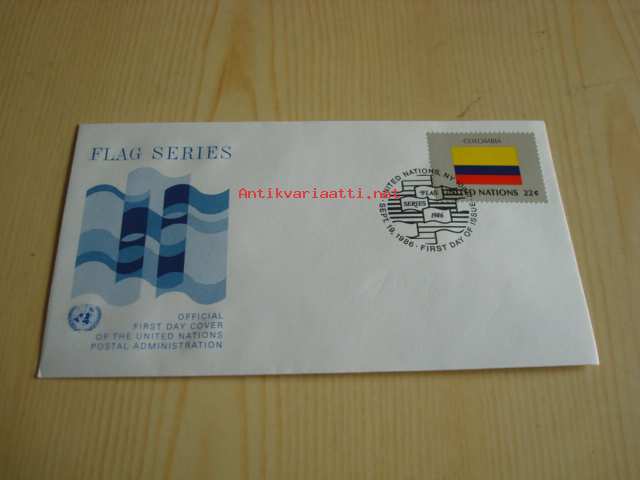 FLAG SERIES
OFFICIAL
FIRST DAY COVER
OF THE UNITED NATIONS
POSTAL ADMINISTRATION
Antikvariaatti.net
COLOMBIA
UNITED NATIONS 22¢
UNITED NATIONS, NY
FLAG
SERIES
1986
SEPT. 19, 1986 · FIRST DAY OF ISSUE